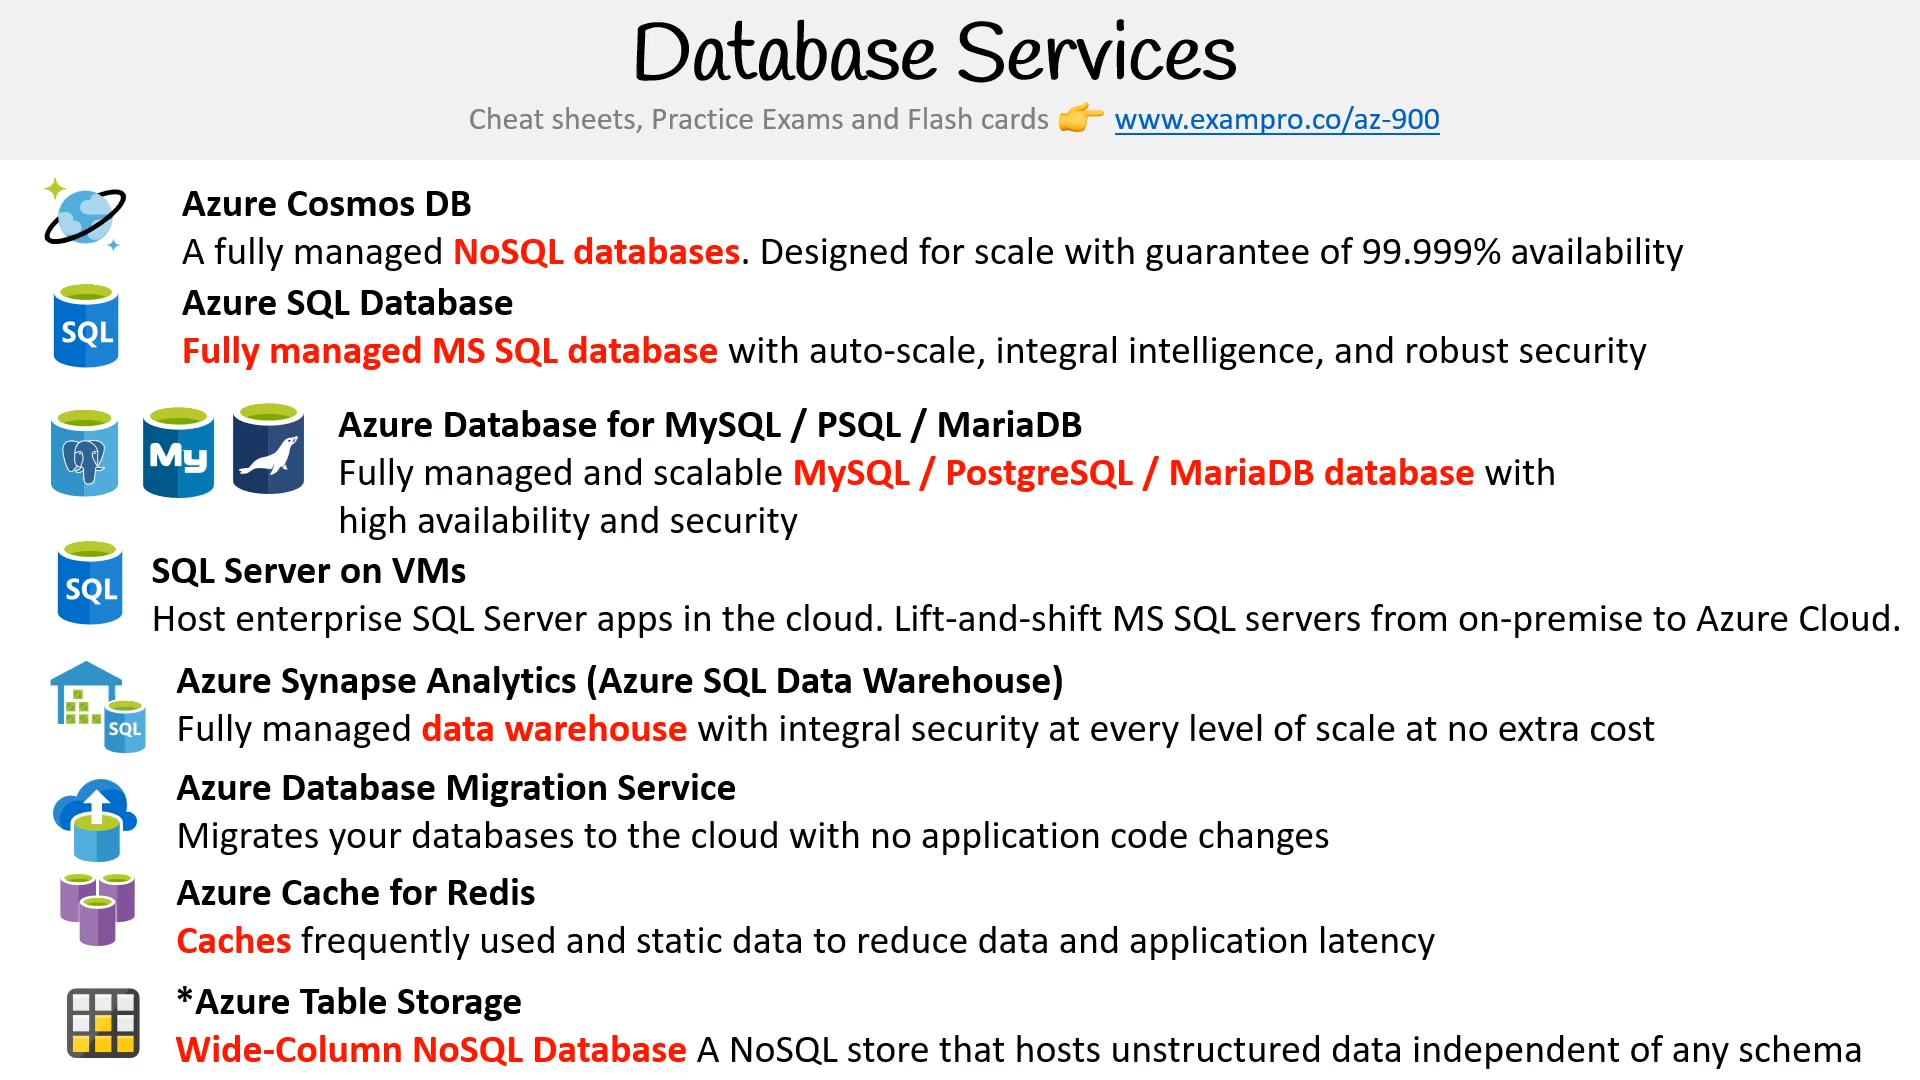 Database Services
Cheat sheets, Practice Exams and Flash cards 👉 www.exampro.co/az-900
Azure Cosmos DB
A fully managed NoSQL databases. Designed for scale with guarantee of 99.999% availability
SQL
Azure SQL Database
Fully managed MS SQL database with auto-scale, integral intelligence, and robust security
My
Azure Database for MySQL / PSQL / MariaDB
Fully managed and scalable MySQL / PostgreSQL / MariaDB database with
high availability and security
SQL
SQL Server on VMs
Host enterprise SQL Server apps in the cloud. Lift-and-shift MS SQL servers from on-premise to Azure Cloud.
SQL
Azure Synapse Analytics (Azure SQL Data Warehouse)
Fully managed data warehouse with integral security at every level of scale at no extra cost
Azure Database Migration Service
Migrates your databases to the cloud with no application code changes
Azure Cache for Redis
Caches frequently used and static data to reduce data and application latency
*Azure Table Storage
Wide-Column NoSQL Database A NoSQL store that hosts unstructured data independent of any schema